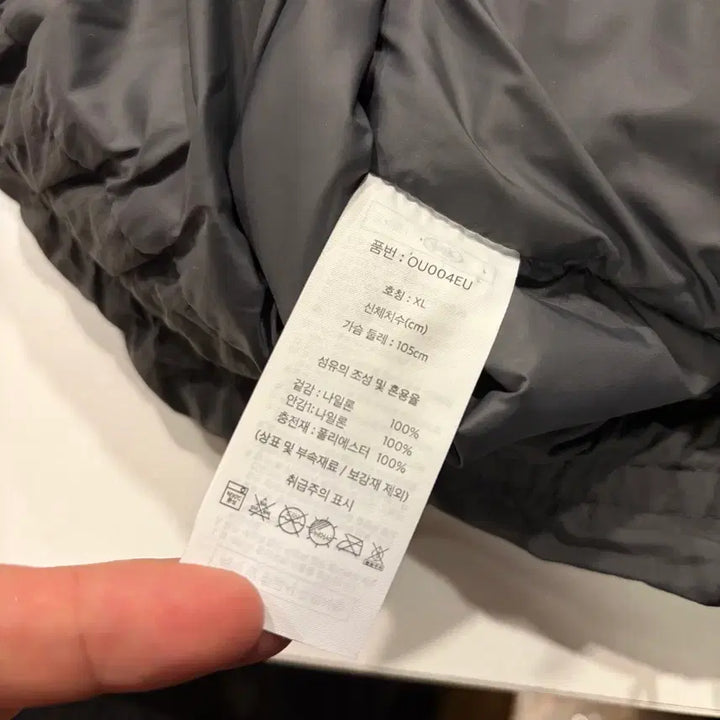 품번 : OU004EU
호칭 : XL
신체치수(cm)
가슴 둘레 : 105cm
섬유의 조성 및 혼용율
겉감 : 나일론 100%
안감1:나일론 100%
충전재 : 폴리에스터 100%
(상표 및 부속재료 / 보감재 제외)
취급주의 표시